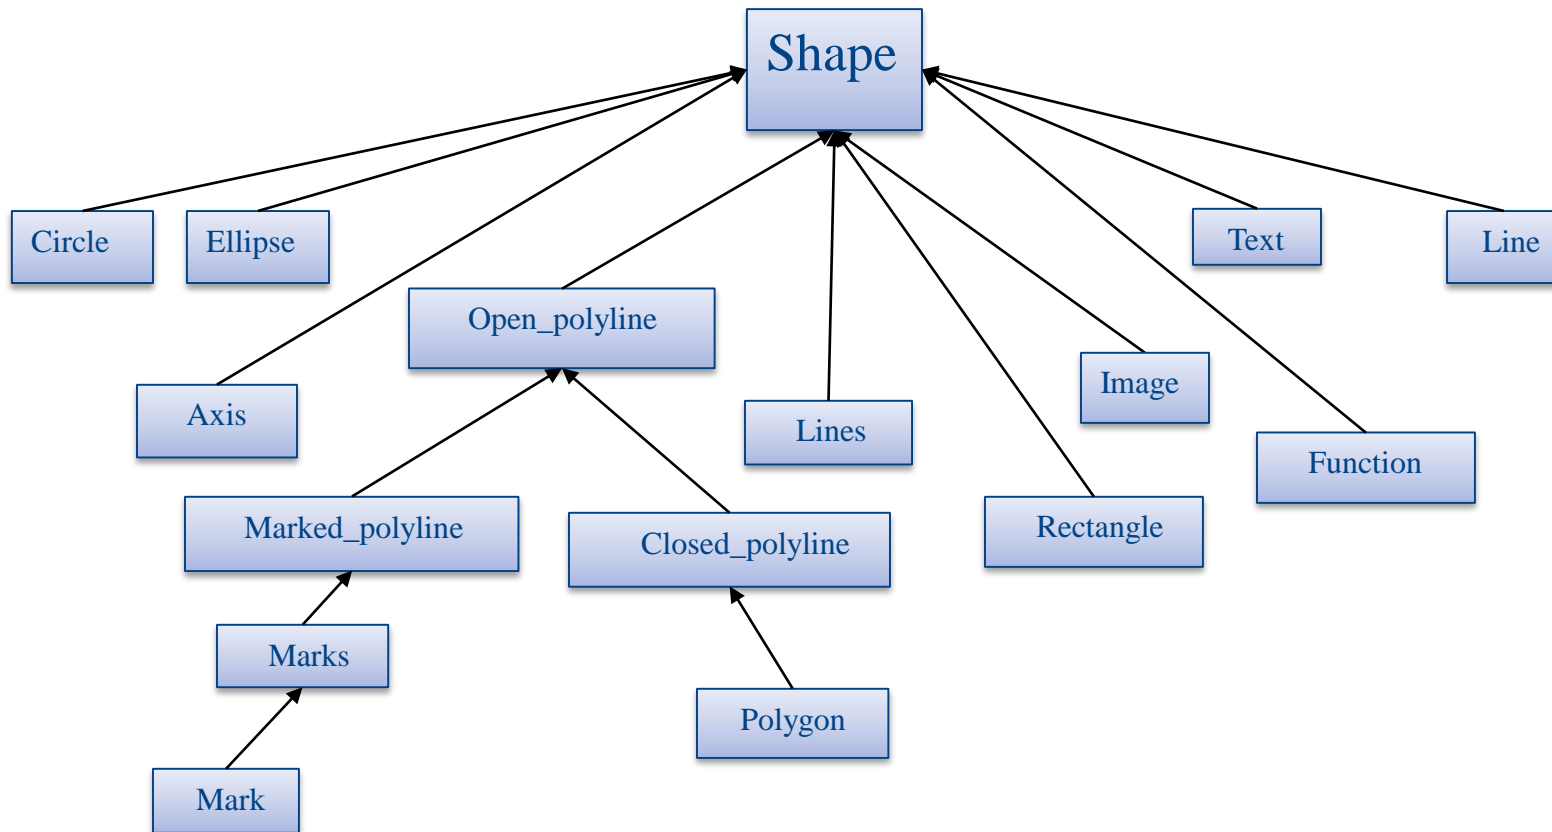 Shape
Circle
Ellipse
Text
Line
Open_polyline
Image
Axis
Lines
Function
Marked_polyline
Closed_polyline
Rectangle
Marks
Polygon
Mark